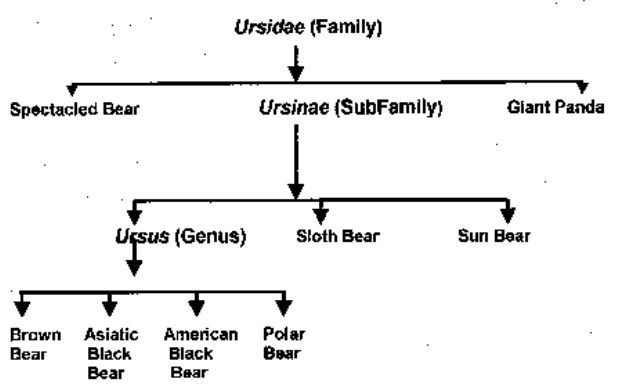 Ursidae (Family)
Spectacled Bear
Ursinae (SubFamily)
Giant Panda
Ursus (Genus)
Sloth Bear
Sun Bear
Brown
Bear
Asiatic
Black
Bear
American
Black
Bear
Polar
Bear